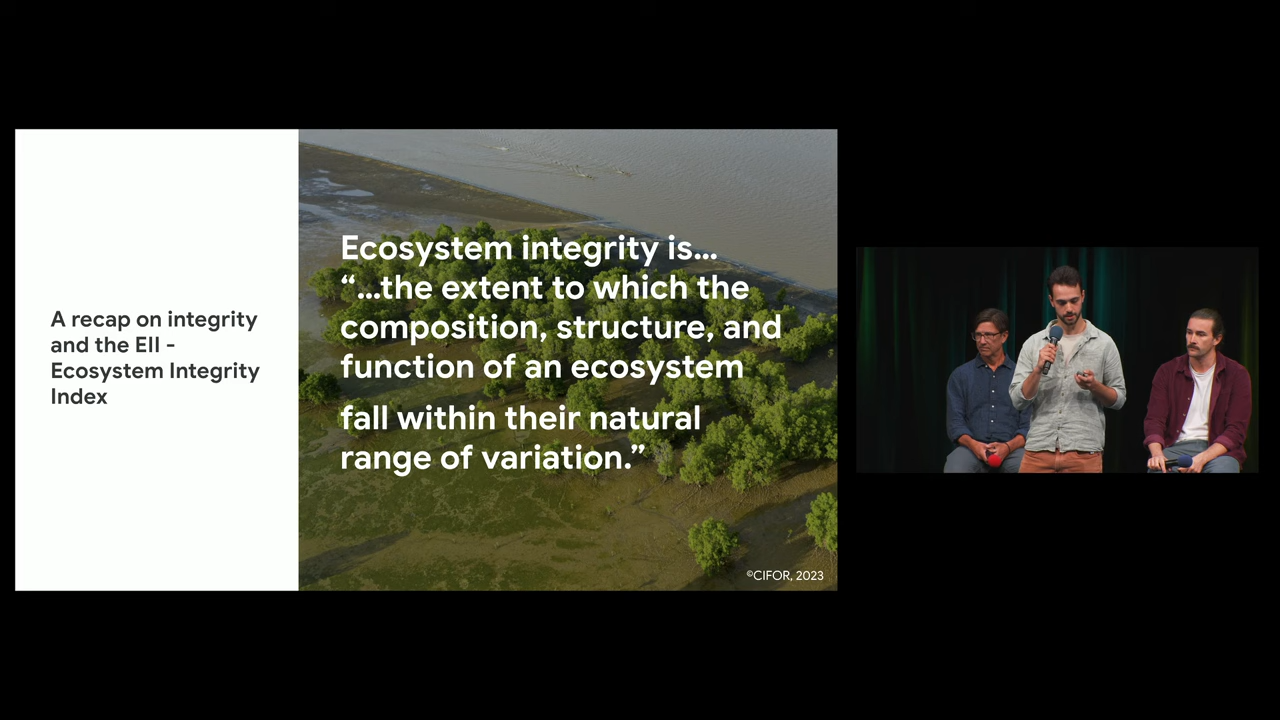 A recap on integrity
and the EII -
Ecosystem Integrity
Index
Ecosystem integrity is...
“...the extent to which the
composition, structure, and
function of an ecosystem
fall within their natural
range of variation.”
©CIFOR, 2023